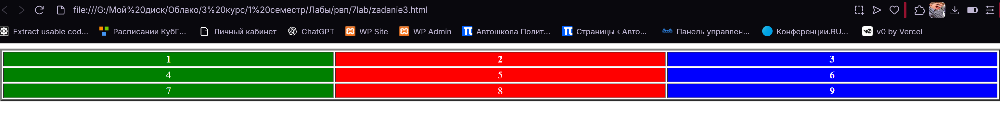 file:///G:/Мой%20диск/Облако/3%20курс/1%20семестр/Лабы/рвп/7lab/zadanie3.html
Extract usable cod... Расписании КубГ... Личный кабинет ChatGPT WP Site WP Admin Автошкола Полит... Страницы ‹ Авто... Панель управлен... Конференции.RU... v0 by Vercel
1 2 3
4 5 6
7 8 9